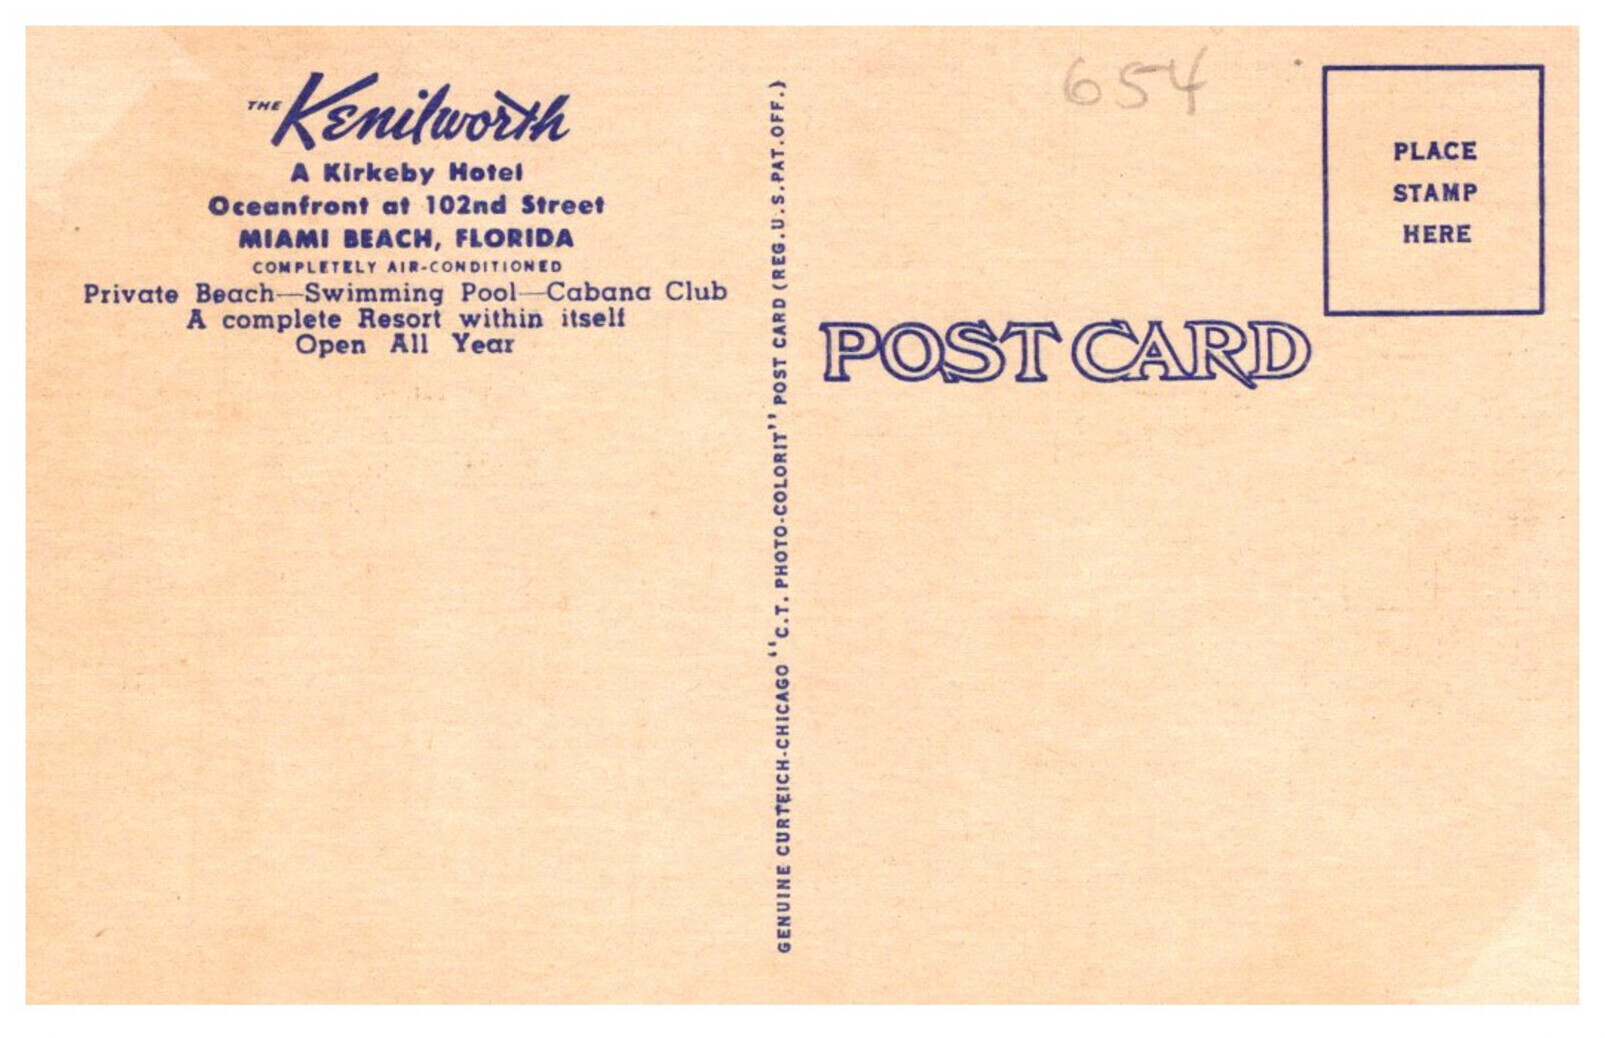 THE Kenilworth
A Kirkeby Hotel
Oceanfront at 102nd Street
MIAMI BEACH, FLORIDA
COMPLETELY AIR-CONDITIONED
Private Beach—Swimming Pool—Cabana Club
A complete Resort within itself
Open All Year
GENUINE CURTEICH-CHICAGO "C.T. PHOTO-COLORIT" POST CARD (REG. U.S. PAT. OFF.)
654
PLACE
STAMP
HERE
POST CARD